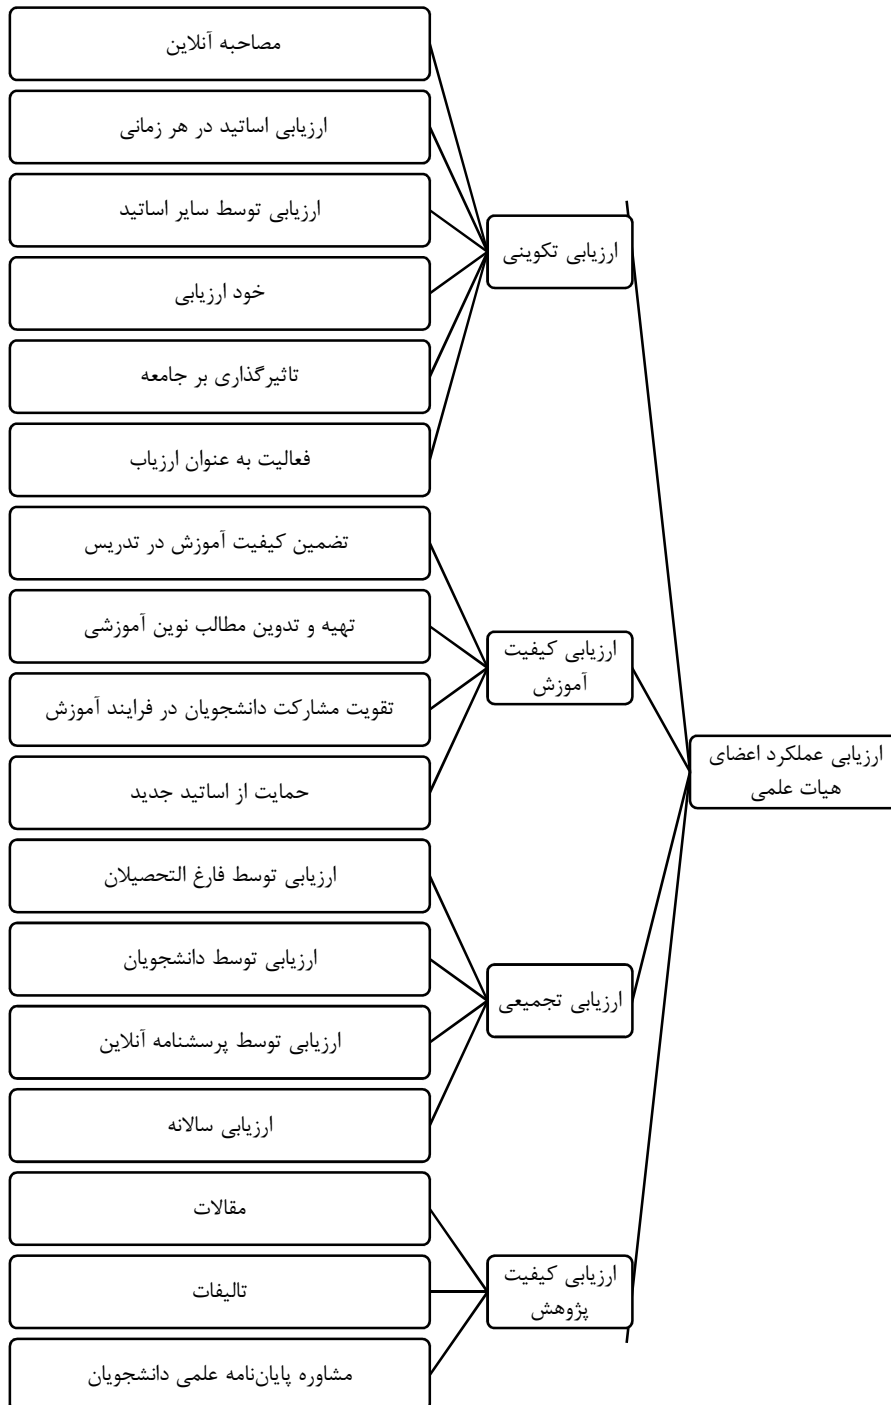 ارزیابی عملکرد اعضای
هیات علمی
ارزیابی تکوینی
مصاحبه آنلاین
ارزیابی اساتید در هر زمانی
ارزیابی توسط سایر اساتید
خود ارزیابی
تاثیرگذاری بر جامعه
فعالیت به عنوان ارزیاب
ارزیابی کیفیت
آموزش
تضمین کیفیت آموزش در تدریس
تهیه و تدوین مطالب نوین آموزشی
تقویت مشارکت دانشجویان در فرایند آموزش
حمایت از اساتید جدید
ارزیابی تجمیعی
ارزیابی توسط فارغ التحصیلان
ارزیابی توسط دانشجویان
ارزیابی توسط پرسشنامه آنلاین
ارزیابی سالانه
ارزیابی کیفیت
پژوهش
مقالات
تالیفات
مشاوره پایان‌نامه علمی دانشجویان